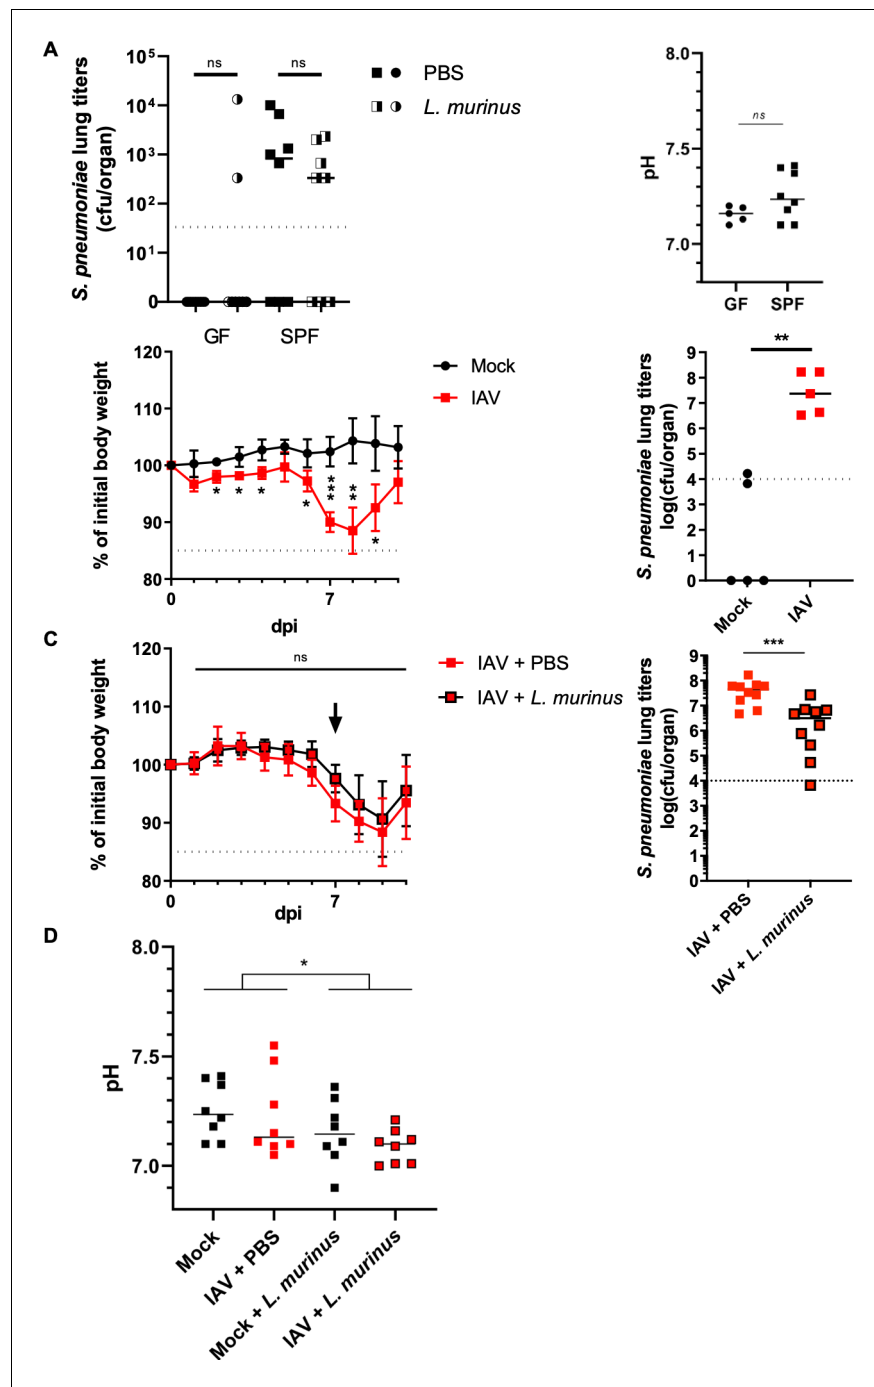 A
S. pneumoniae lung titers
(cfu/organ)
10⁵
10⁴
10³
10²
10¹
0
ns
ns
GF
SPF
PBS
L. murinus
pH
8.0
7.5
7.0
ns
GF
SPF
% of initial body weight
120
110
100
90
80
*
*
*
*
***
**
*
0
7
dpi
Mock
IAV
S. pneumoniae lung titers
log(cfu/organ)
9
8
7
6
5
4
3
2
1
0
**
Mock
IAV
C
% of initial body weight
120
110
100
90
80
ns
0
7
dpi
IAV + PBS
IAV + L. murinus
S. pneumoniae lung titers
log(cfu/organ)
9
8
7
6
5
4
3
2
1
0
***
IAV + PBS
IAV + L. murinus
D
pH
8.0
7.5
7.0
*
Mock
IAV + PBS
Mock + L. murinus
IAV + L. murinus